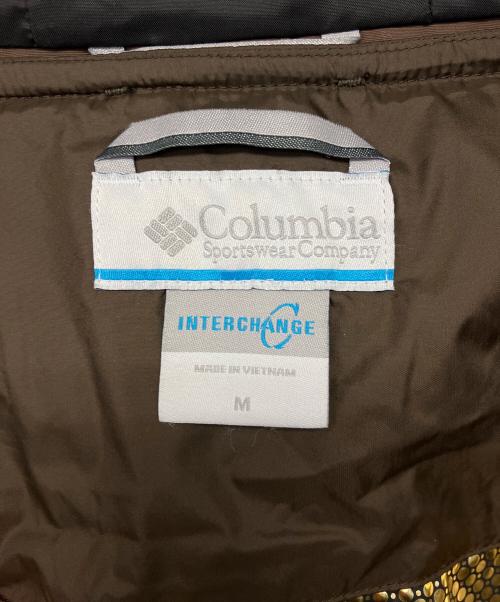 Columbia
Sportswear Company
INTERCHANGE
MADE IN VIETNAM
M